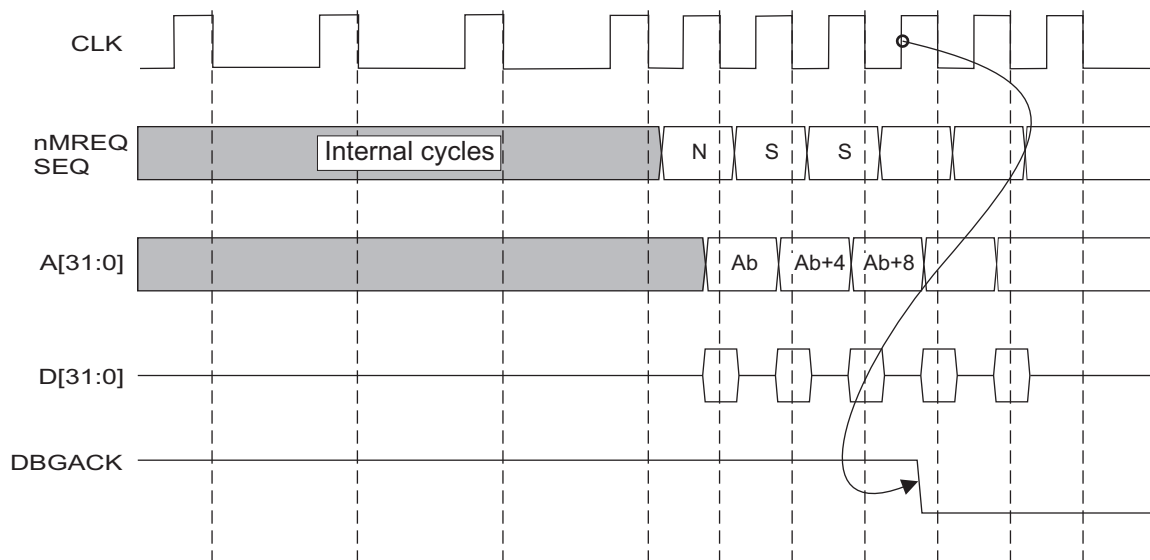 CLK
nMREQ
SEQ
Internal cycles
N
S
S
A[31:0]
Ab
Ab+4
Ab+8
D[31:0]
DBGACK